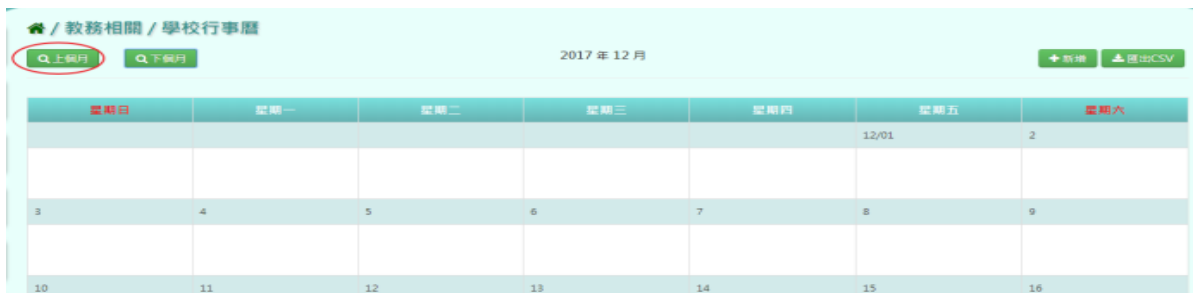 / 教務相關 / 學校行事曆
上個月 下個月 2017 年 12 月 新增 匯出CSV
星期日 星期一 星期二 星期三 星期四 星期五 星期六
12/01 2
3 4 5 6 7 8 9
10 11 12 13 14 15 16